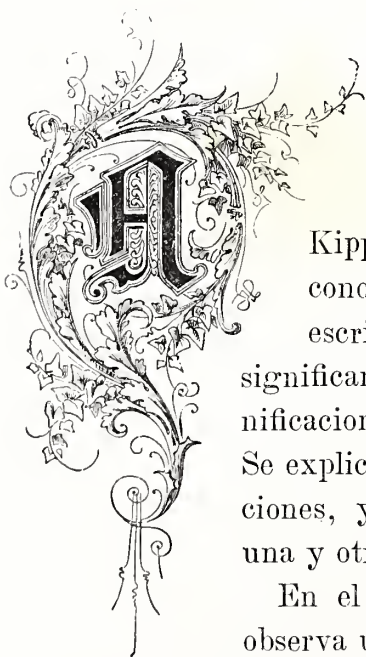 A
Kipp
conc
escri
significar
nificacion
Se explic
ciones, y
una y otr
En el
observa u